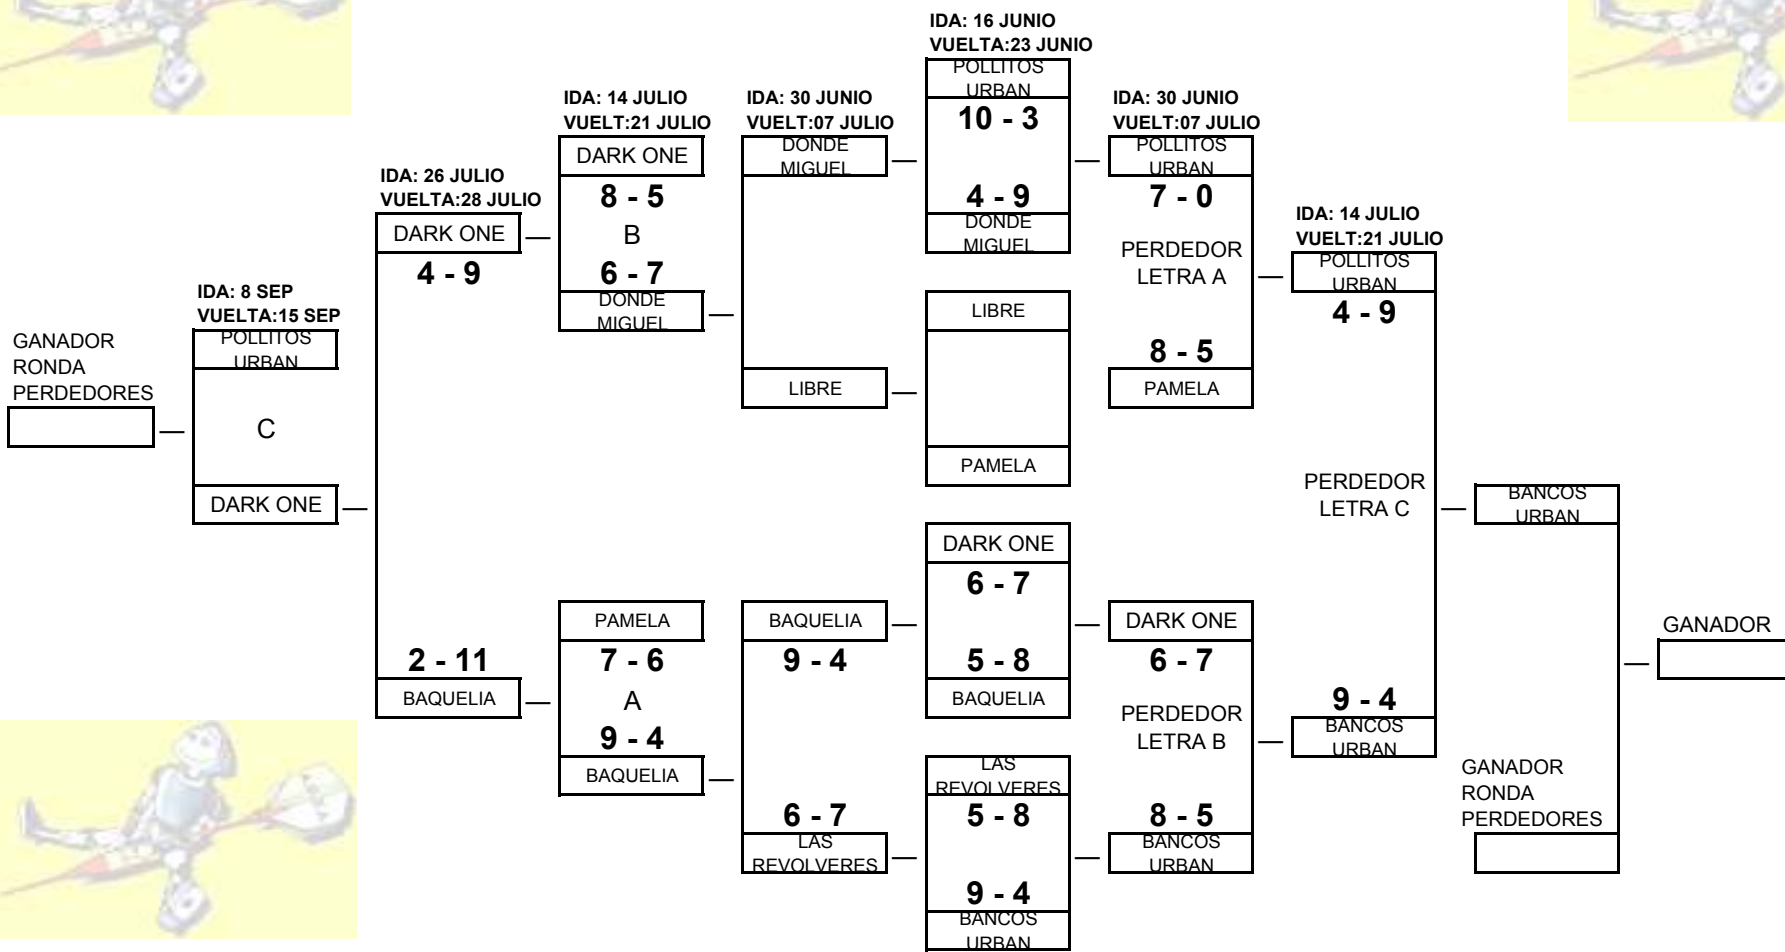 IDA: 16 JUNIO
VUELTA:23 JUNIO
POLLITOS
URBAN
10 - 3
4 - 9
DONDE
MIGUEL
LIBRE
PAMELA
DARK ONE
6 - 7
5 - 8
BAQUELIA
LAS
REVOLVERES
5 - 8
9 - 4
BANCOS
URBAN
IDA: 30 JUNIO
VUELT:07 JULIO
DONDE
MIGUEL
LIBRE
BAQUELIA
9 - 4
6 - 7
LAS
REVOLVERES
IDA: 14 JULIO
VUELT:21 JULIO
DARK ONE
8 - 5
B
6 - 7
DONDE
MIGUEL
PAMELA
7 - 6
A
9 - 4
BAQUELIA
IDA: 26 JULIO
VUELTA:28 JULIO
DARK ONE
4 - 9
2 - 11
BAQUELIA
IDA: 8 SEP
VUELTA:15 SEP
POLLITOS
URBAN
C
DARK ONE
GANADOR
RONDA
PERDEDORES
IDA: 30 JUNIO
VUELT:07 JULIO
POLLITOS
URBAN
7 - 0
PERDEDOR
LETRA A
8 - 5
PAMELA
DARK ONE
6 - 7
PERDEDOR
LETRA B
8 - 5
BANCOS
URBAN
IDA: 14 JULIO
VUELT:21 JULIO
POLLITOS
URBAN
4 - 9
PERDEDOR
LETRA C
9 - 4
BANCOS
URBAN
BANCOS
URBAN
GANADOR
RONDA
PERDEDORES
GANADOR